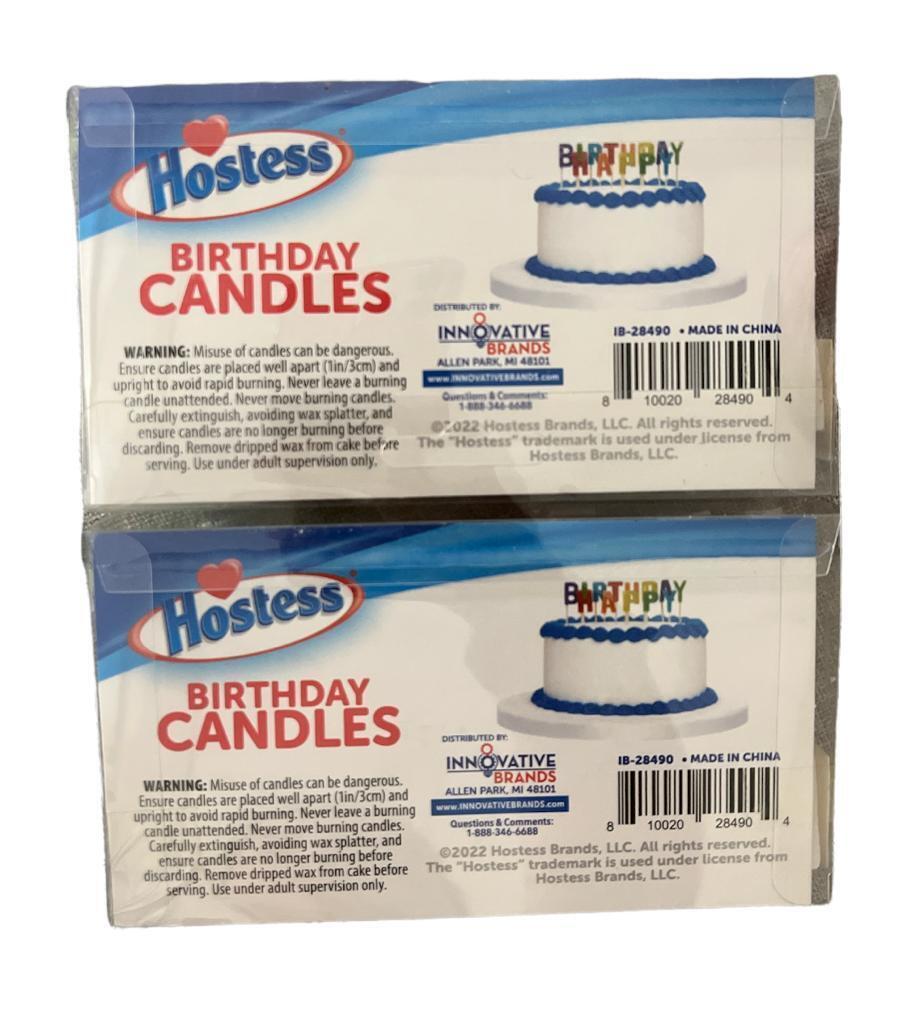 Hostess
BIRTHDAY
HAPPY
BIRTHDAY
CANDLES
WARNING: Misuse of candles can be dangerous.
Ensure candles are placed well apart (1in/3cm) and
upright to avoid rapid burning. Never leave a burning
candle unattended. Never move burning candles.
Carefully extinguish, avoiding wax splatter, and
ensure candles are no longer burning before
discarding. Remove dripped wax from cake before
serving. Use under adult supervision only.
DISTRIBUTED BY:
INNOVATIVE
BRANDS
ALLEN PARK, MI 48101
www.INNOVATIVEBRANDS.com
Questions & Comments:
1-888-346-6688
IB-28490 • MADE IN CHINA
8 10020 28490 4
©2022 Hostess Brands, LLC. All rights reserved.
The "Hostess" trademark is used under license from
Hostess Brands, LLC.
Hostess
BIRTHDAY
HAPPY
BIRTHDAY
CANDLES
WARNING: Misuse of candles can be dangerous.
Ensure candles are placed well apart (1in/3cm) and
upright to avoid rapid burning. Never leave a burning
candle unattended. Never move burning candles.
Carefully extinguish, avoiding wax splatter, and
ensure candles are no longer burning before
discarding. Remove dripped wax from cake before
serving. Use under adult supervision only.
DISTRIBUTED BY:
INNOVATIVE
BRANDS
ALLEN PARK, MI 48101
www.INNOVATIVEBRANDS.com
Questions & Comments:
1-888-346-6688
IB-28490 • MADE IN CHINA
8 10020 28490 4
©2022 Hostess Brands, LLC. All rights reserved.
The "Hostess" trademark is used under license from
Hostess Brands, LLC.